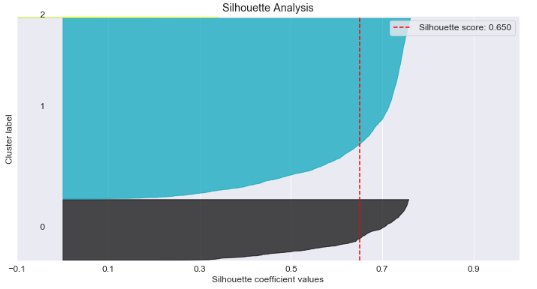 Silhouette Analysis
Silhouette score: 0.650
2
1
0
Cluster label
−0.1 0.1 0.3 0.5 0.7 0.9
Silhouette coefficient values